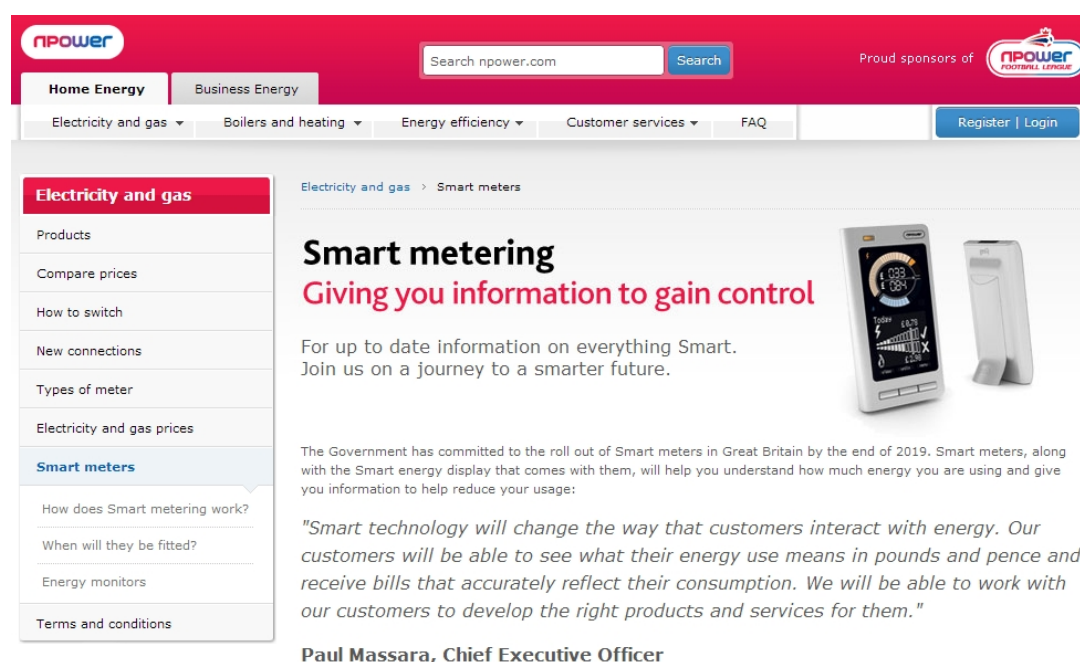 npower
Search npower.com
Search
Proud sponsors of
npower
FOOTBALL LEAGUE
Home Energy
Business Energy
Electricity and gas
Boilers and heating
Energy efficiency
Customer services
FAQ
Register | Login
Electricity and gas
Products
Compare prices
How to switch
New connections
Types of meter
Electricity and gas prices
Smart meters
How does Smart metering work?
When will they be fitted?
Energy monitors
Terms and conditions
Electricity and gas > Smart meters
Smart metering
Giving you information to gain control
For up to date information on everything Smart.
Join us on a journey to a smarter future.
npower
£ 033
£ 084
Today £0.79
The Government has committed to the roll out of Smart meters in Great Britain by the end of 2019. Smart meters, along
with the Smart energy display that comes with them, will help you understand how much energy you are using and give
you information to help reduce your usage:
"Smart technology will change the way that customers interact with energy. Our
customers will be able to see what their energy use means in pounds and pence and
receive bills that accurately reflect their consumption. We will be able to work with
our customers to develop the right products and services for them."
Paul Massara, Chief Executive Officer